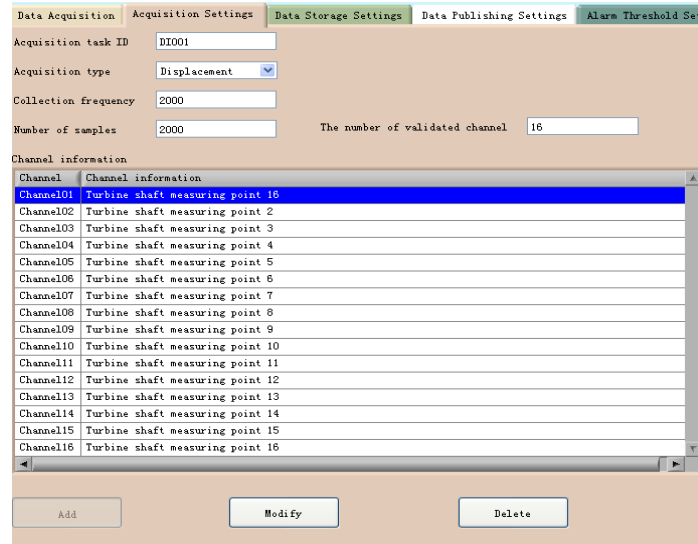 Data Acquisition Acquisition Settings Data Storage Settings Data Publishing Settings Alarm Threshold Se
Acquisition task ID DI001
Acquisition type Displacement
Collection frequency 2000
Number of samples 2000 The number of validated channel 16
Channel information
Channel Channel information
Channel01 Turbine shaft measuring point 16
Channel02 Turbine shaft measuring point 2
Channel03 Turbine shaft measuring point 3
Channel04 Turbine shaft measuring point 4
Channel05 Turbine shaft measuring point 5
Channel06 Turbine shaft measuring point 6
Channel07 Turbine shaft measuring point 7
Channel08 Turbine shaft measuring point 8
Channel09 Turbine shaft measuring point 9
Channel10 Turbine shaft measuring point 10
Channel11 Turbine shaft measuring point 11
Channel12 Turbine shaft measuring point 12
Channel13 Turbine shaft measuring point 13
Channel14 Turbine shaft measuring point 14
Channel15 Turbine shaft measuring point 15
Channel16 Turbine shaft measuring point 16
Add Modify Delete